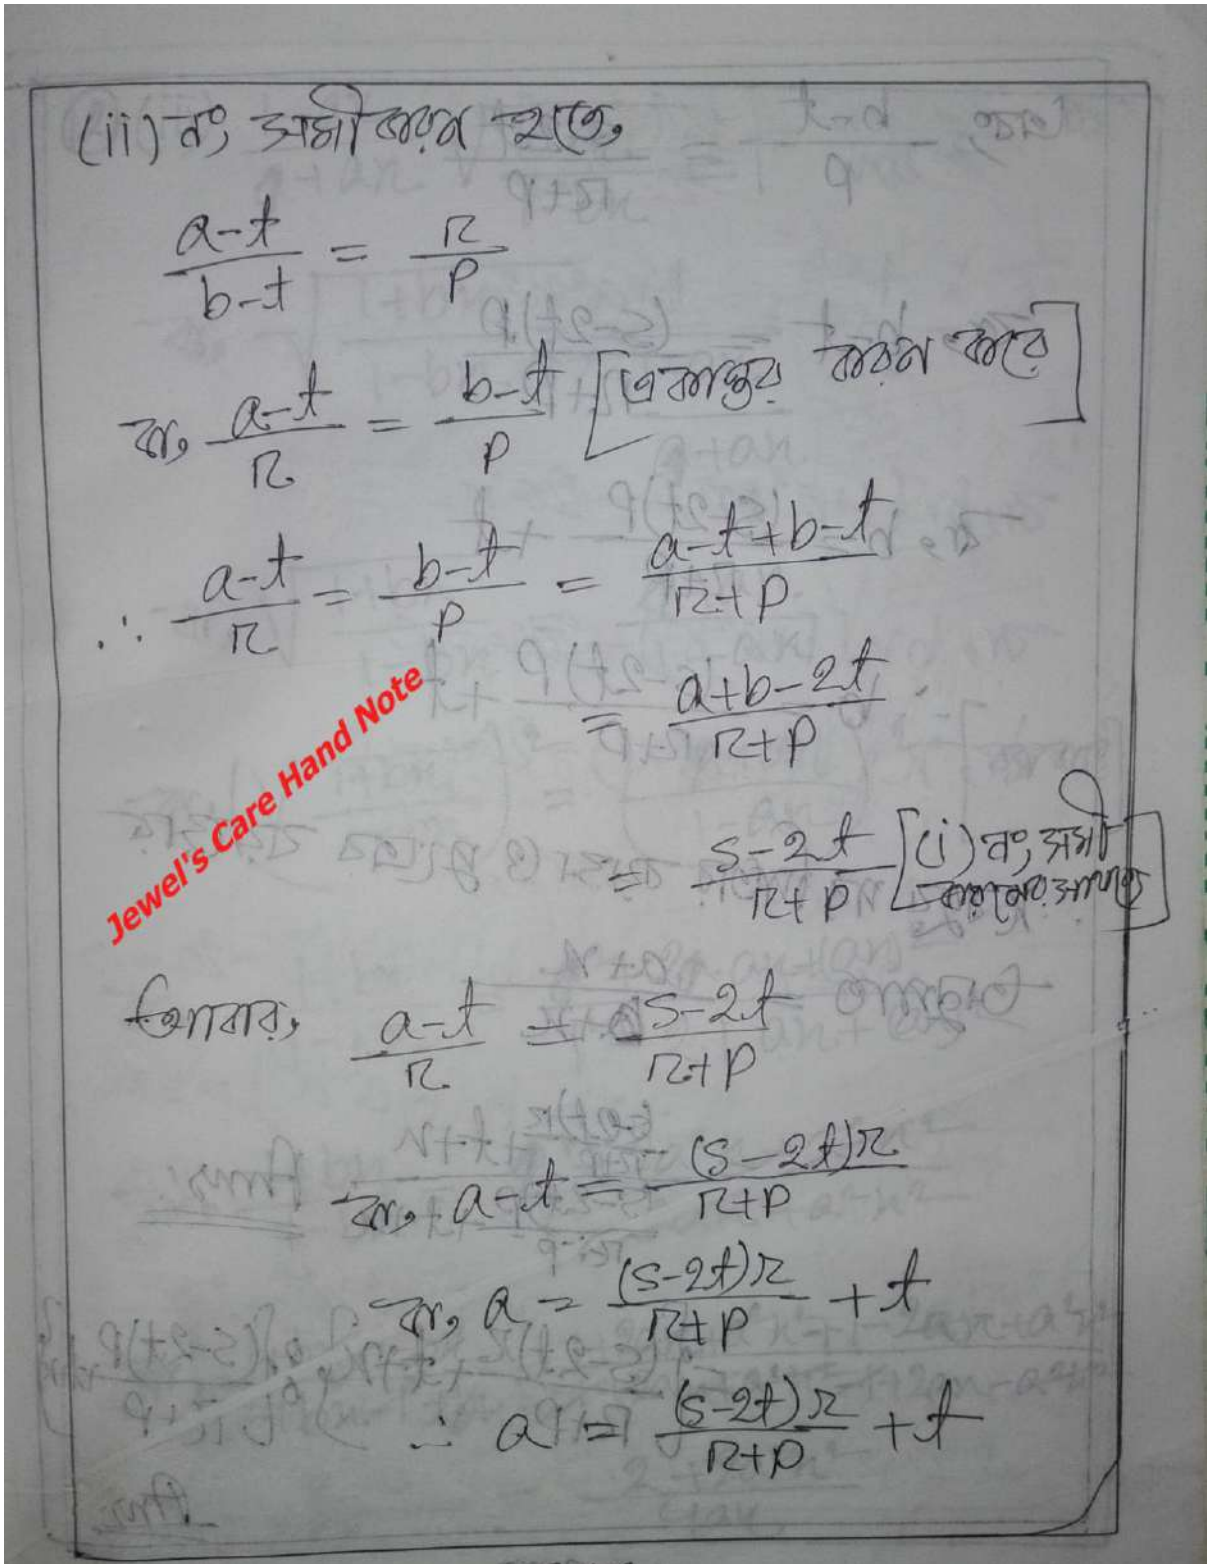 (ii) নং সমীকরণ হতে,
a-t/b-t = r/p
বা, a-t/r = b-t/p [একান্তর করণ করে]
∴ a-t/r = b-t/p = a-t+b-t/r+p
= a+b-2t/r+p
= s-2t/r+p [(i) নং সমী
করণের সাহায্যে]
Jewel's Care Hand Note
আবার, a-t/r = s-2t/r+p
বা, a-t = (s-2t)r/r+p
বা, a = (s-2t)r/r+p + t
∴ a = (s-2t)r/r+p + t